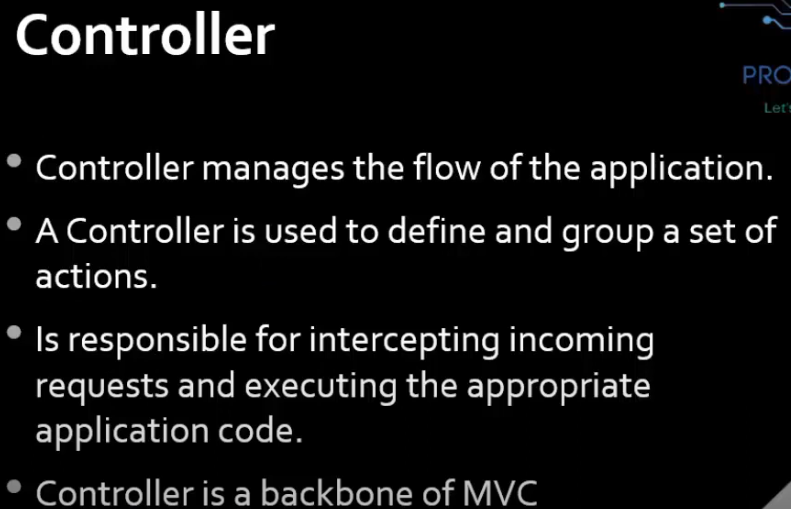 Controller
PRO
Let's
• Controller manages the flow of the application.
• A Controller is used to define and group a set of
actions.
• Is responsible for intercepting incoming
requests and executing the appropriate
application code.
• Controller is a backbone of MVC